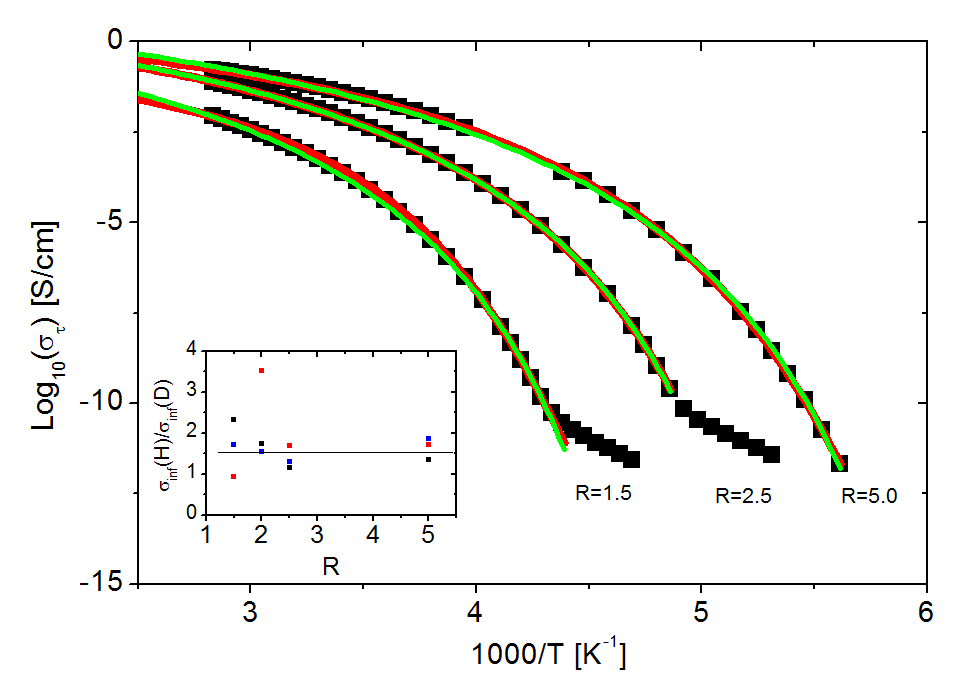 0
-5
-10
-15
Log10(στ) [S/cm]
3
4
5
6
1000/T [K-1]
R=1.5
R=2.5
R=5.0
4
3
2
1
0
σinf(H)/σinf(D)
1
2
3
4
5
R